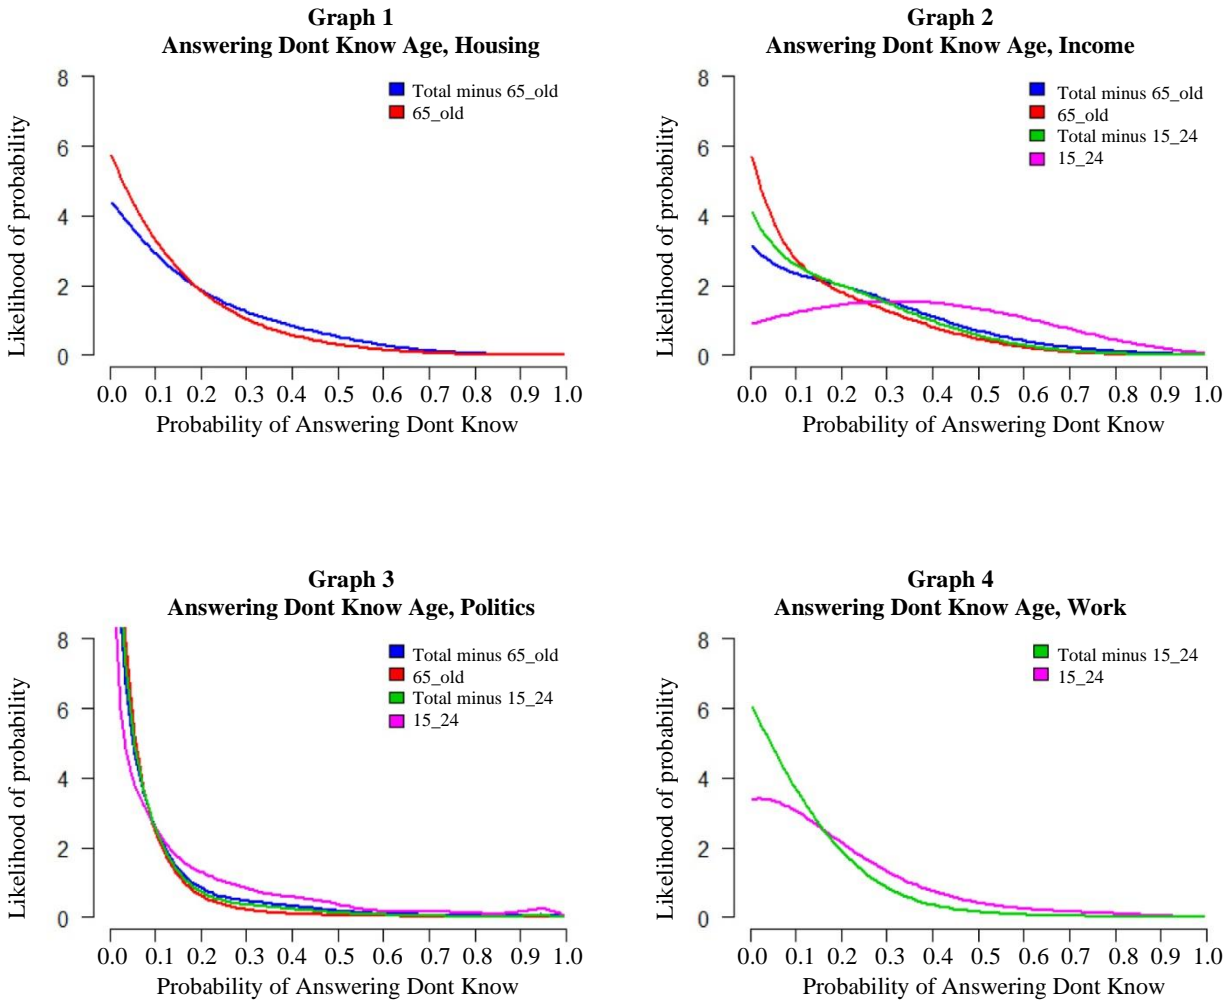 Graph 1
Answering Dont Know Age, Housing
Total minus 65_old
65_old
Likelihood of probability
8
6
4
2
0
0.0 0.1 0.2 0.3 0.4 0.5 0.6 0.7 0.8 0.9 1.0
Probability of Answering Dont Know
Graph 2
Answering Dont Know Age, Income
Total minus 65_old
65_old
Total minus 15_24
15_24
Likelihood of probability
8
6
4
2
0
0.0 0.1 0.2 0.3 0.4 0.5 0.6 0.7 0.8 0.9 1.0
Probability of Answering Dont Know
Graph 3
Answering Dont Know Age, Politics
Total minus 65_old
65_old
Total minus 15_24
15_24
Likelihood of probability
8
6
4
2
0
0.0 0.1 0.2 0.3 0.4 0.5 0.6 0.7 0.8 0.9 1.0
Probability of Answering Dont Know
Graph 4
Answering Dont Know Age, Work
Total minus 15_24
15_24
Likelihood of probability
8
6
4
2
0
0.0 0.1 0.2 0.3 0.4 0.5 0.6 0.7 0.8 0.9 1.0
Probability of Answering Dont Know